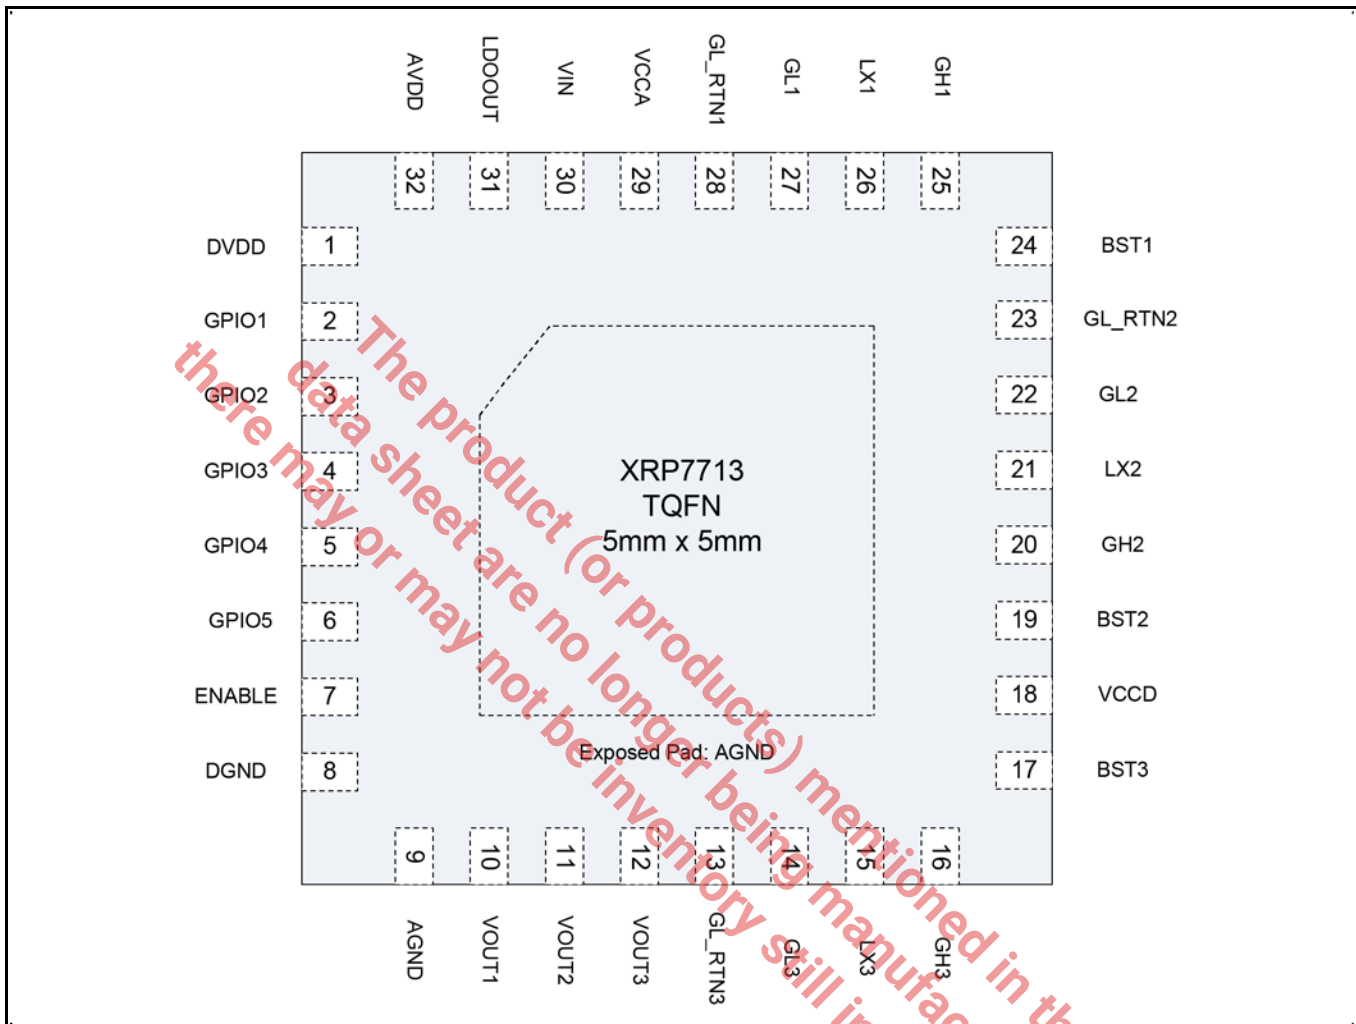 AVDD
LDOOUT
VIN
VCCA
GL_RTN1
GL1
LX1
GH1
32
31
30
29
28
27
26
25
DVDD 1
GPIO1 2
GPIO2 3
GPIO3 4
GPIO4 5
GPIO5 6
ENABLE 7
DGND 8
24 BST1
23 GL_RTN2
22 GL2
21 LX2
20 GH2
19 BST2
18 VCCD
17 BST3
XRP7713
TQFN
5mm x 5mm
Exposed Pad: AGND
9
10
11
12
13
14
15
16
AGND
VOUT1
VOUT2
VOUT3
GL_RTN3
GL3
LX3
GH3
The product (or products) mentioned in
data sheet are no longer being
there may or may not be inventory still